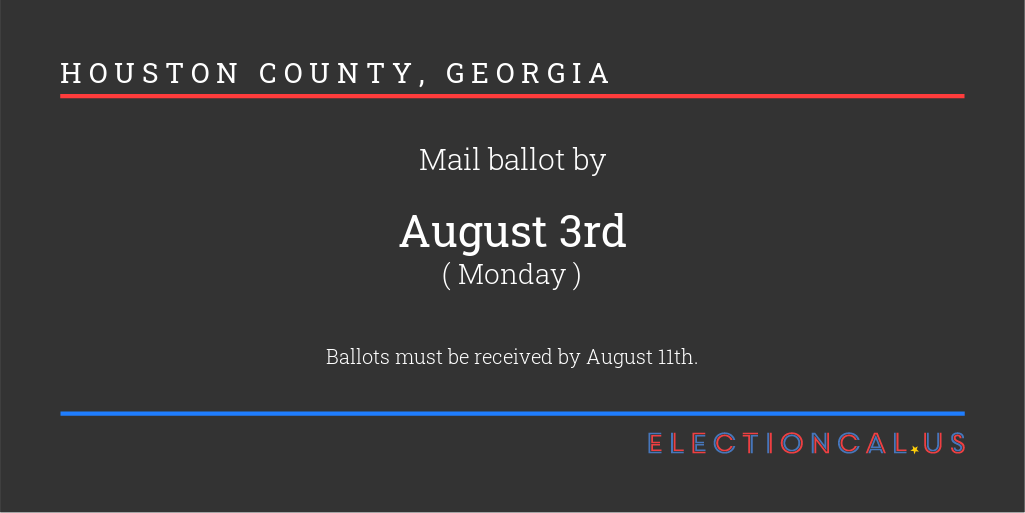 HOUSTON COUNTY, GEORGIA
Mail ballot by
August 3rd
( Monday )
Ballots must be received by August 11th.
ELECTIONCAL.US